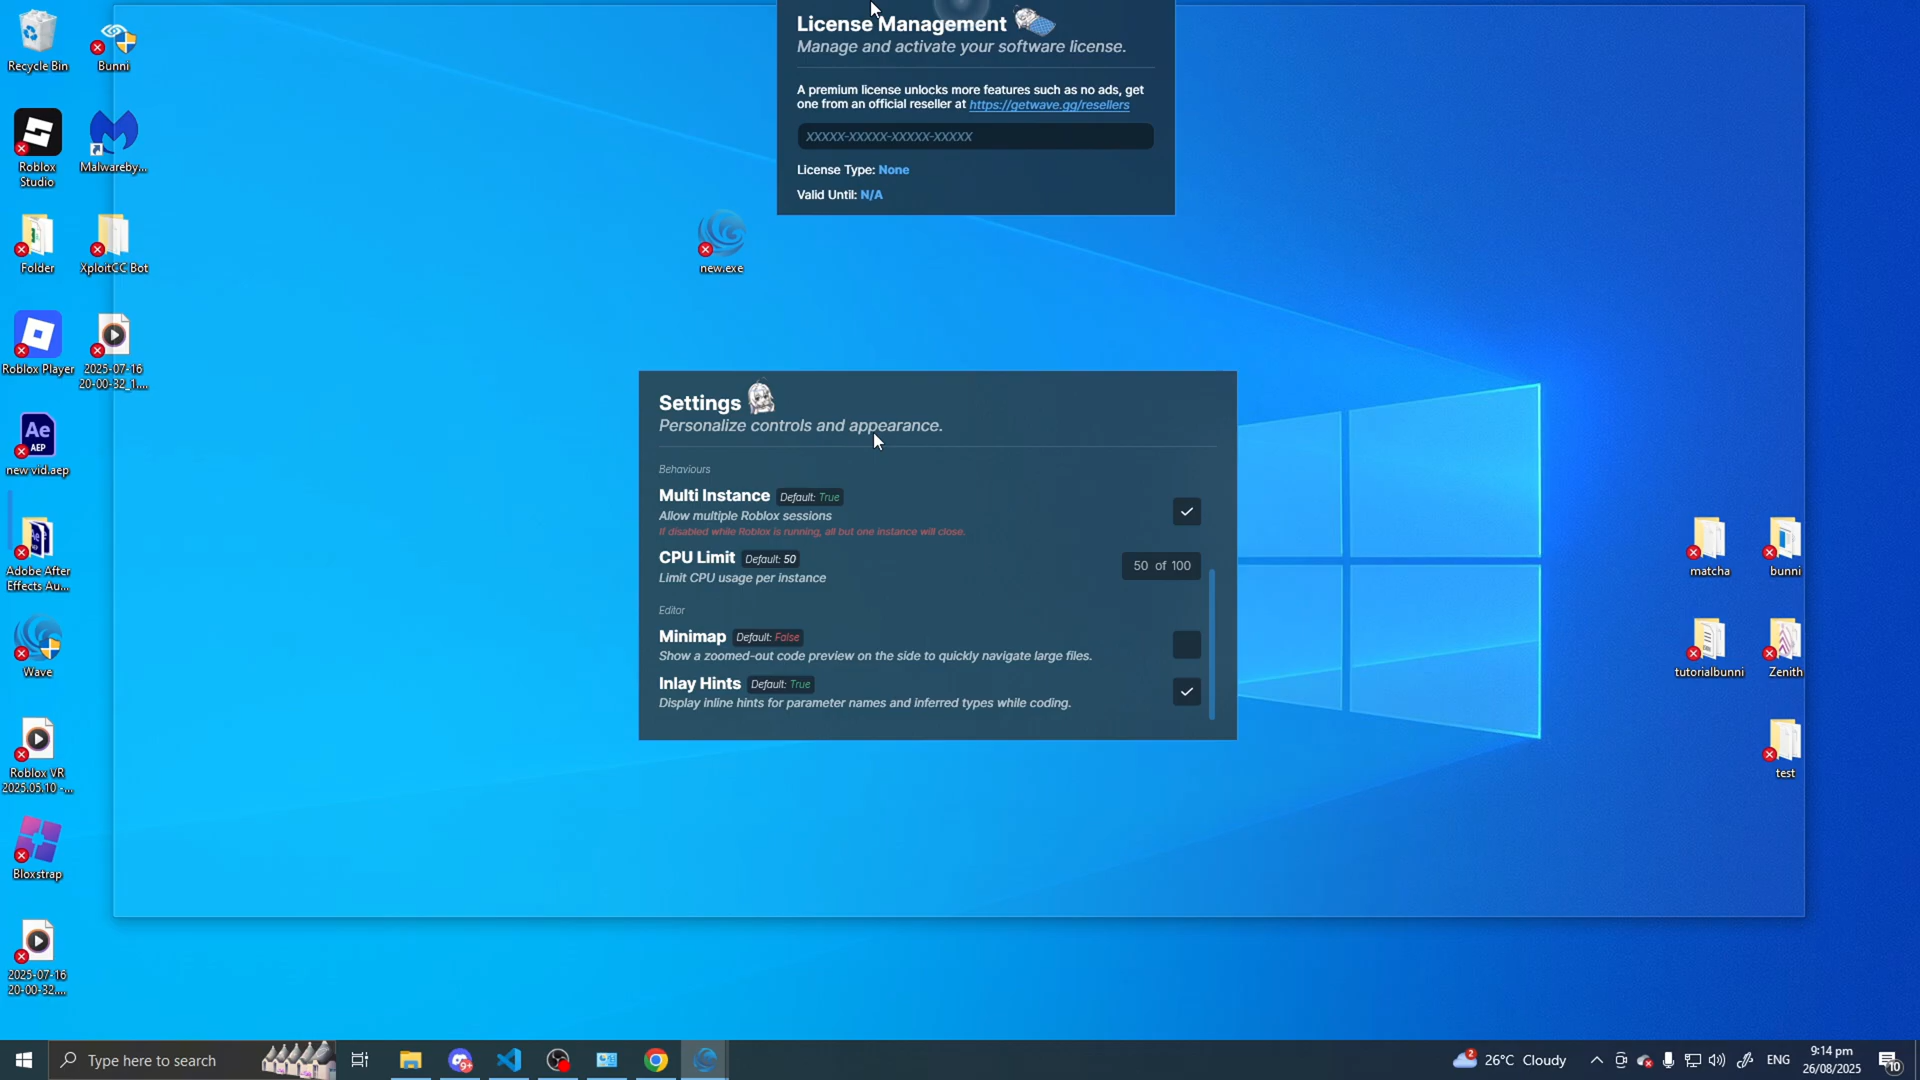 License Management
Manage and activate your software license.
A premium license unlocks more features such as no ads, get
one from an official reseller at https://getwave.gg/resellers
XXXXX-XXXXX-XXXXX-XXXXX
License Type: None
Valid Until: N/A
Recycle Bin
Bunni
Roblox
Studio
Malwareby...
Folder
XploitCC Bot
new.exe
Roblox Player
2025-07-16
20-00-32_1....
Ae
AEP
new vid.aep
Ae
Adobe After
Effects Au...
Wave
Roblox VR
2025.05.10 -...
Bloxstrap
2025-07-16
20-00-32....
Settings
Personalize controls and appearance.
Behaviours
Multi Instance Default: True
Allow multiple Roblox sessions
If disabled while Roblox is running, all but one instance will close.
CPU Limit Default: 50
50 of 100
Limit CPU usage per instance
Editor
Minimap Default: False
Show a zoomed-out code preview on the side to quickly navigate large files.
Inlay Hints Default: True
Display inline hints for parameter names and inferred types while coding.
matcha
bunni
tutorialbunni
Zenith
test
Type here to search
9+
2
26°C Cloudy
ENG
9:14 pm
26/08/2025
10